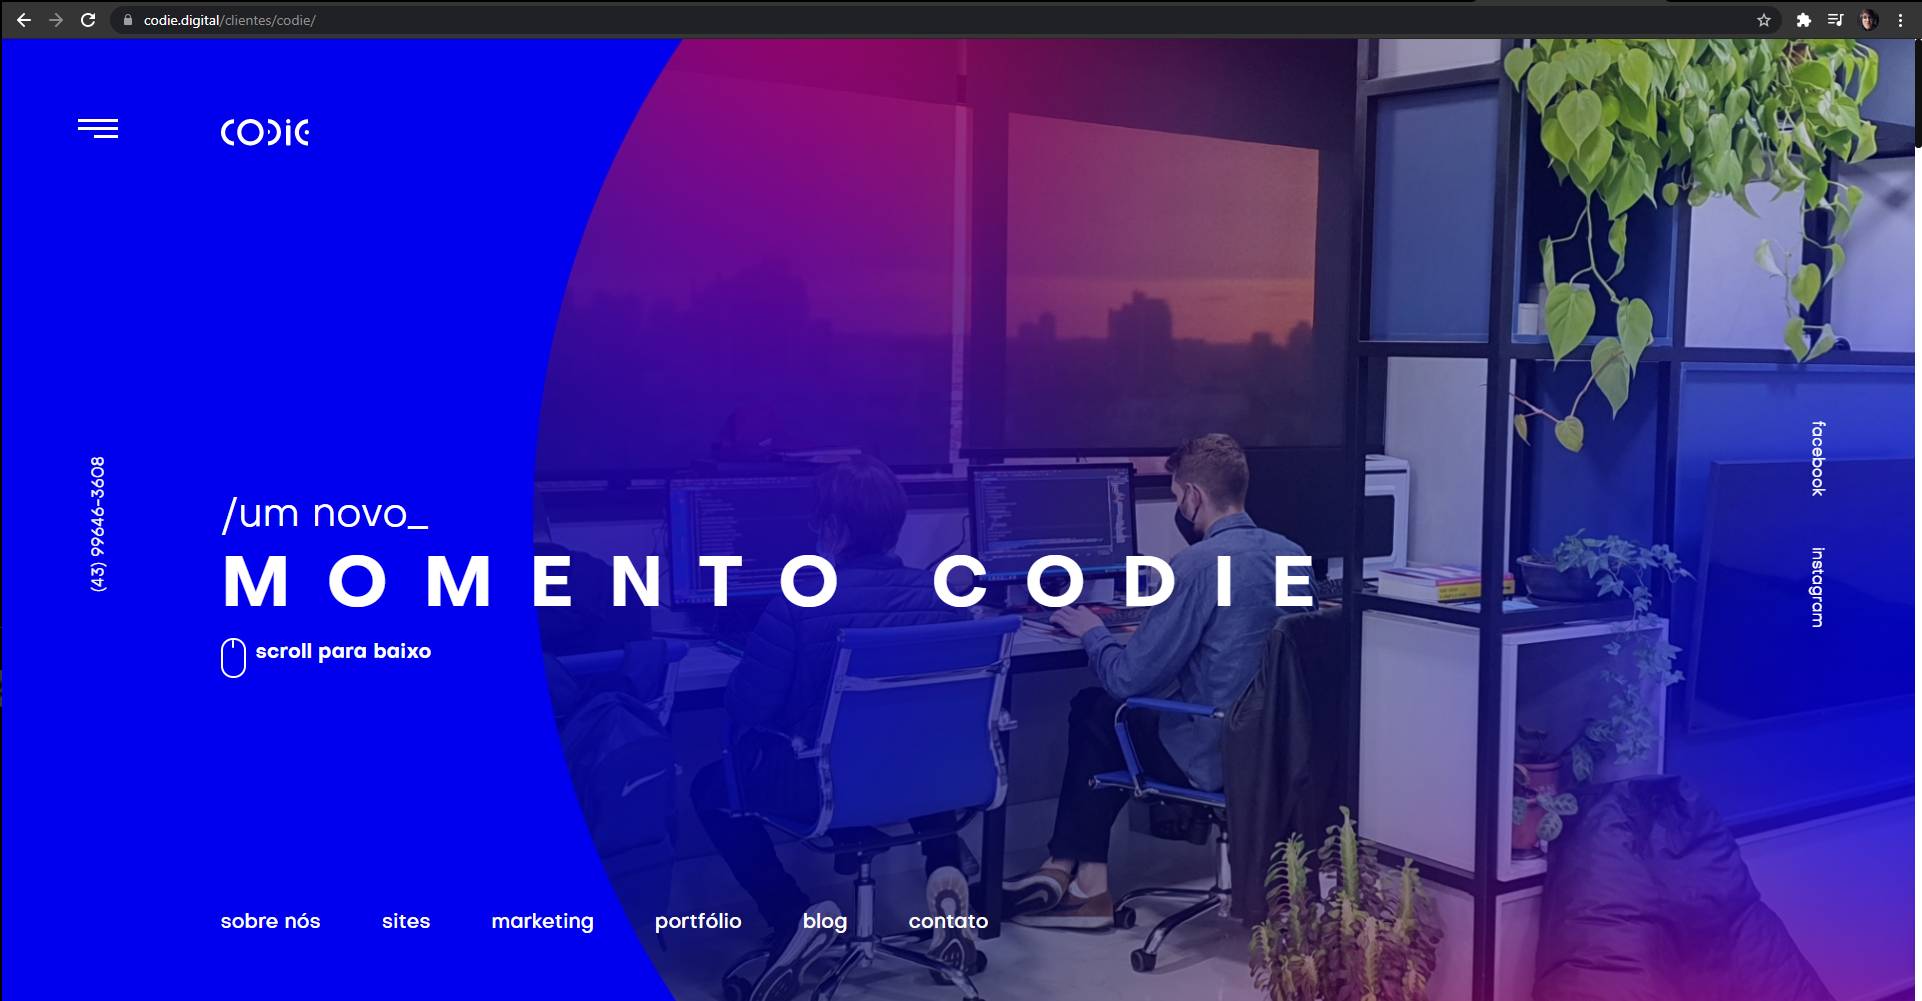 codie.digital/clientes/codie/
CODIE
(43) 99646-3608
/um novo_
MOMENTO CODIE
scroll para baixo
facebook
instagram
sobre nós
sites
marketing
portfólio
blog
contato